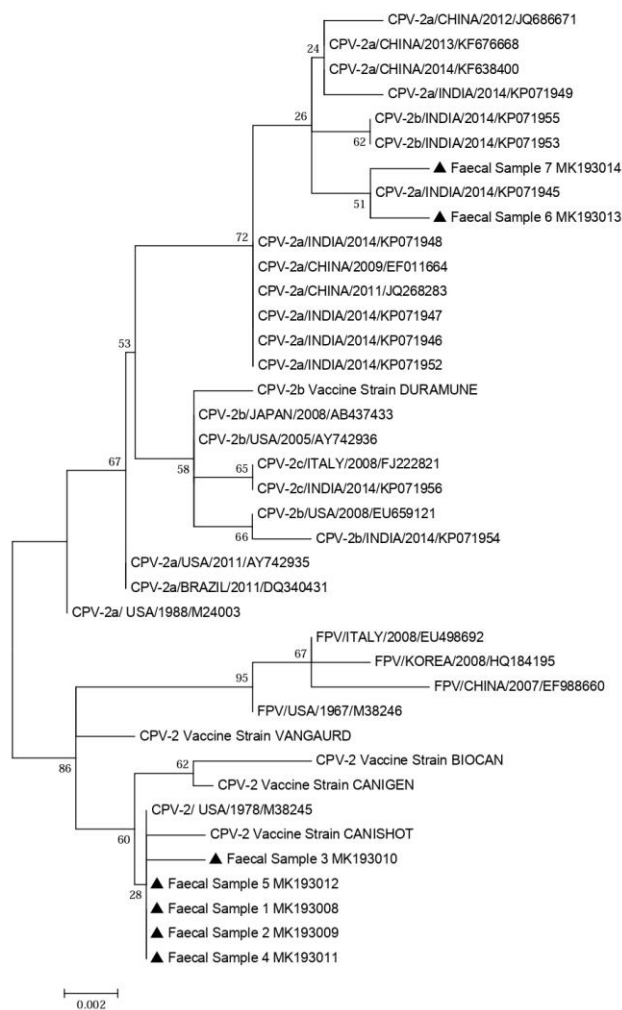 CPV-2a/CHINA/2012/JQ686671
24
CPV-2a/CHINA/2013/KF676668
CPV-2a/CHINA/2014/KF638400
CPV-2a/INDIA/2014/KP071949
26
CPV-2b/INDIA/2014/KP071955
62
CPV-2b/INDIA/2014/KP071953
▲ Faecal Sample 7 MK193014
CPV-2a/INDIA/2014/KP071945
51
▲ Faecal Sample 6 MK193013
72
CPV-2a/INDIA/2014/KP071948
CPV-2a/CHINA/2009/EF011664
CPV-2a/CHINA/2011/JQ268283
CPV-2a/INDIA/2014/KP071947
CPV-2a/INDIA/2014/KP071946
53
CPV-2a/INDIA/2014/KP071952
CPV-2b Vaccine Strain DURAMUNE
CPV-2b/JAPAN/2008/AB437433
CPV-2b/USA/2005/AY742936
67
58
65
CPV-2c/ITALY/2008/FJ222821
CPV-2c/INDIA/2014/KP071956
CPV-2b/USA/2008/EU659121
66
CPV-2b/INDIA/2014/KP071954
CPV-2a/USA/2011/AY742935
CPV-2a/BRAZIL/2011/DQ340431
CPV-2a/ USA/1988/M24003
FPV/ITALY/2008/EU498692
67
FPV/KOREA/2008/HQ184195
95
FPV/CHINA/2007/EF988660
FPV/USA/1967/M38246
CPV-2 Vaccine Strain VANGAURD
86
62
CPV-2 Vaccine Strain BIOCAN
CPV-2 Vaccine Strain CANIGEN
CPV-2/ USA/1978/M38245
60
CPV-2 Vaccine Strain CANISHOT
▲ Faecal Sample 3 MK193010
28
▲ Faecal Sample 5 MK193012
▲ Faecal Sample 1 MK193008
▲ Faecal Sample 2 MK193009
▲ Faecal Sample 4 MK193011
0.002